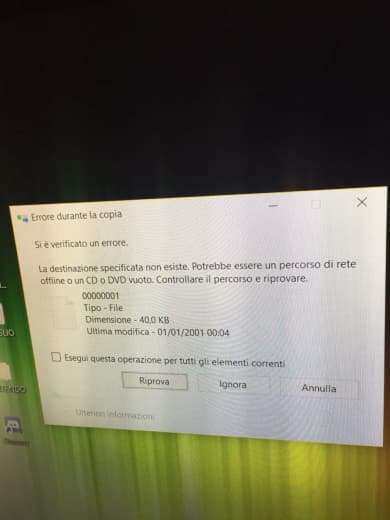 Errore durante la copia
Si è verificato un errore.
La destinazione specificata non esiste. Potrebbe essere un percorso di rete
offline o un CD o DVD vuoto. Controllare il percorso e riprovare.
00000001
Tipo - File
Dimensione - 40,0 KB
Ultima modifica - 01/01/2001 00:04
Esegui questa operazione per tutti gli elementi correnti
Riprova
Ignora
Annulla
Ulteriori informazioni